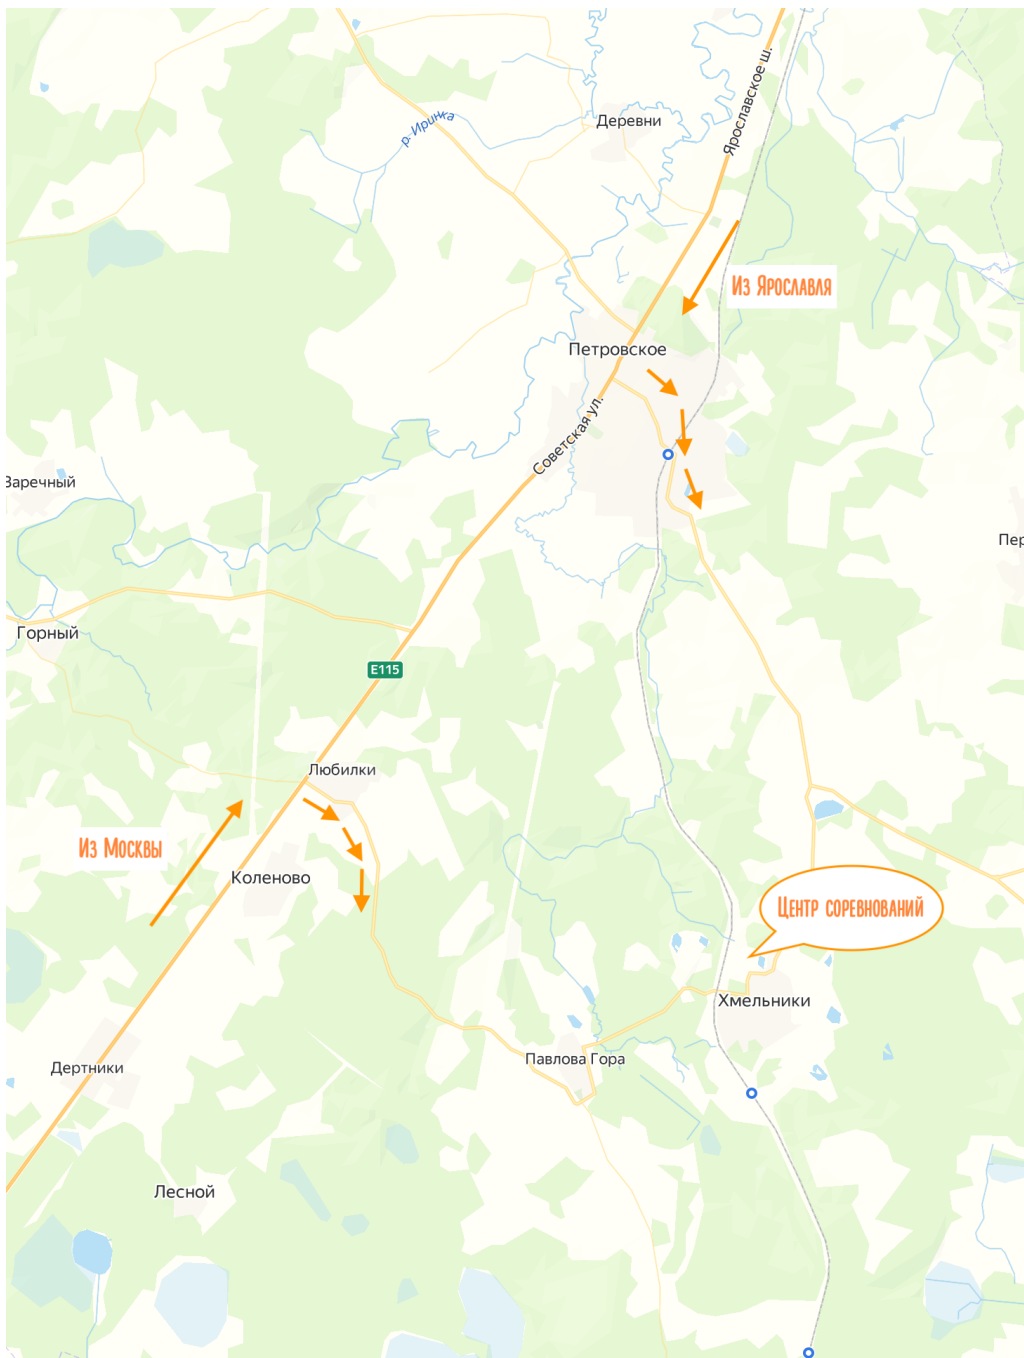 Ярославское ш.
Деревни
р. Иринка
Из Ярославля
Петровское
Советская ул.
Заречный
Пер
Горный
E115
Любилки
Из Москвы
Коленово
Центр соревнований
Хмельники
Павлова Гора
Дертники
Лесной